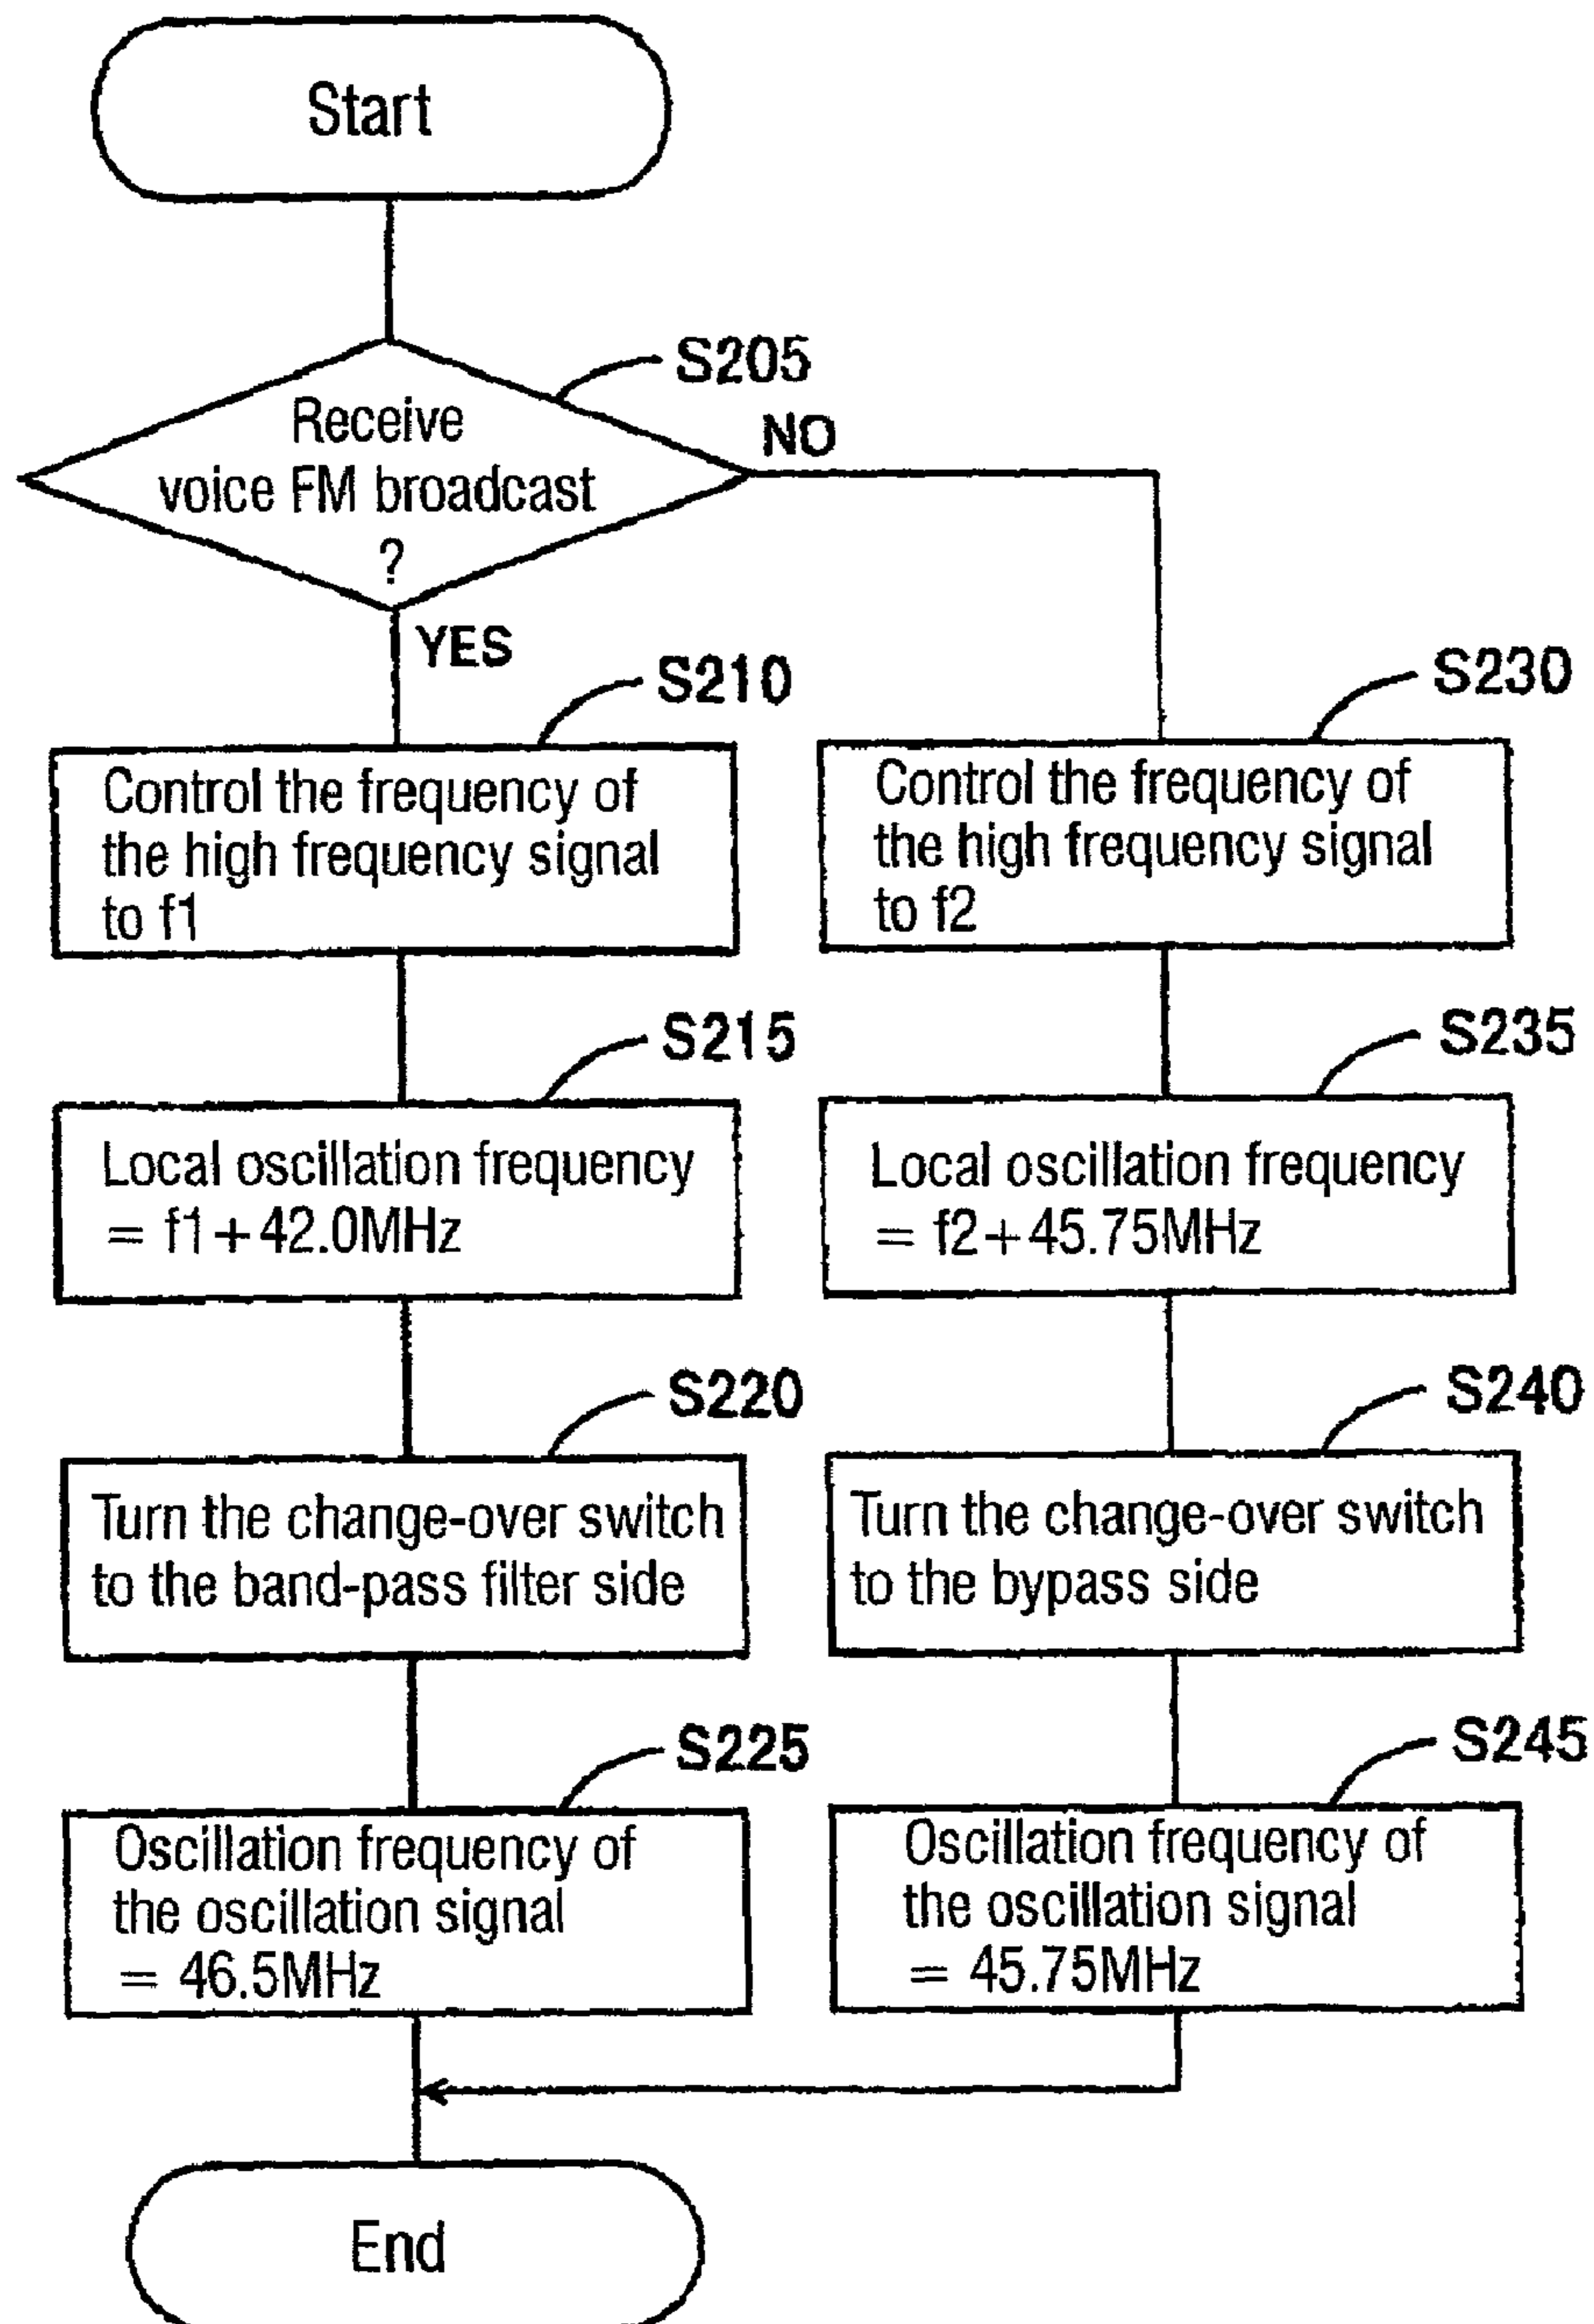 Start
S205
Receive
voice FM broadcast
?
NO
YES
S210
Control the frequency of
the high frequency signal
to f1
S215
Local oscillation frequency
= f1+42.0MHz
S220
Turn the change-over switch
to the band-pass filter side
S225
Oscillation frequency of
the oscillation signal
= 46.5MHz
S230
Control the frequency of
the high frequency signal
to f2
S235
Local oscillation frequency
= f2+45.75MHz
S240
Turn the change-over switch
to the bypass side
S245
Oscillation frequency of
the oscillation signal
= 45.75MHz
End